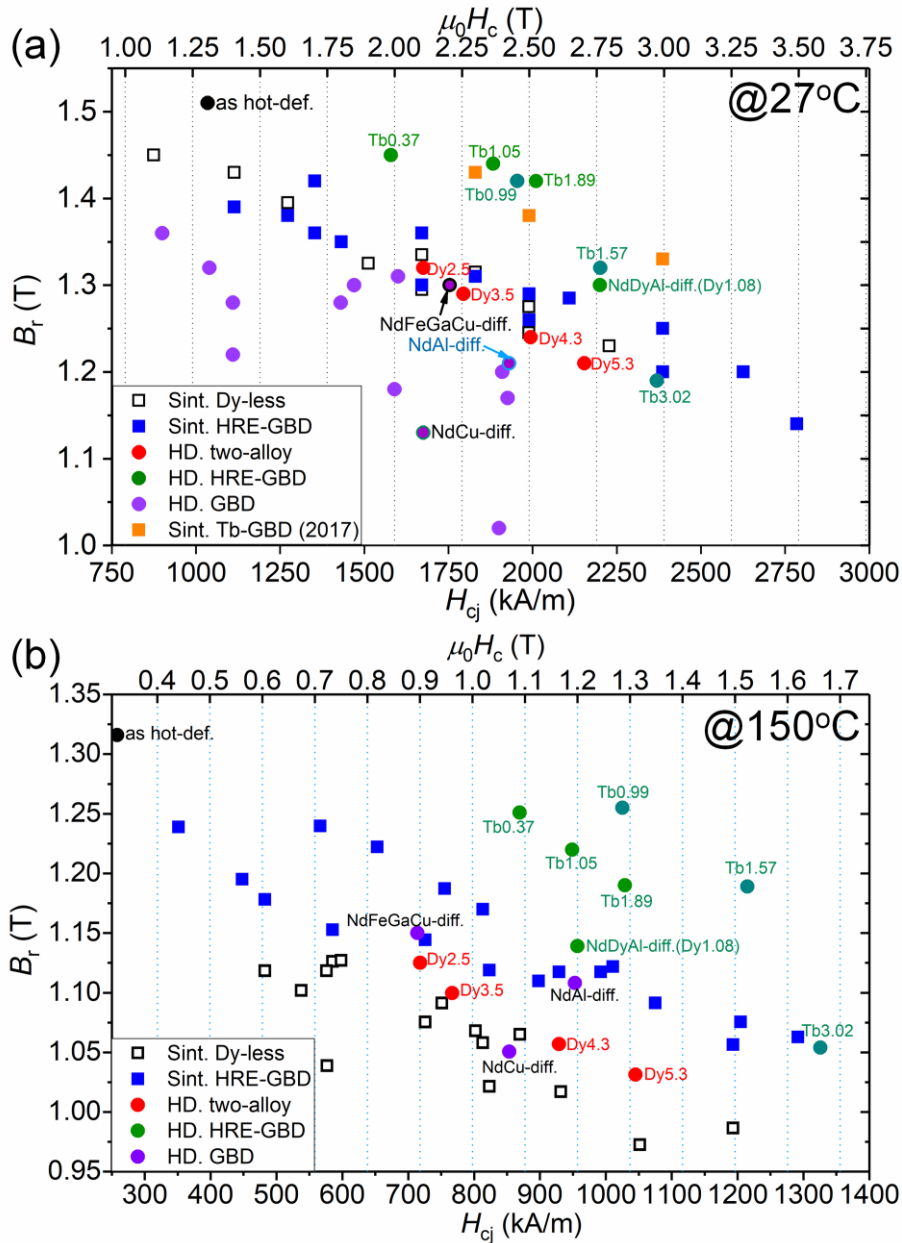 μ0Hc (T)
(a)
1.00 1.25 1.50 1.75 2.00 2.25 2.50 2.75 3.00 3.25 3.50 3.75
@27°C
as hot-def.
1.5
Tb0.37
Tb1.05
Tb0.99
Tb1.89
1.4
Br (T)
Dy2.5
Tb1.57
1.3
Dy3.5
NdDyAl-diff.(Dy1.08)
NdFeGaCu-diff.
NdAl-diff.
Dy4.3
1.2
Dy5.3
Tb3.02
NdCu-diff.
Sint. Dy-less
Sint. HRE-GBD
HD. two-alloy
HD. HRE-GBD
HD. GBD
Sint. Tb-GBD (2017)
1.1
1.0
750 1000 1250 1500 1750 2000 2250 2500 2750 3000
Hcj (kA/m)
(b)
μ0Hc (T)
0.4 0.5 0.6 0.7 0.8 0.9 1.0 1.1 1.2 1.3 1.4 1.5 1.6 1.7
1.35
@150°C
as hot-def.
1.30
1.25
Tb0.37
Tb0.99
Tb1.05
1.20
Tb1.89
Tb1.57
Br (T)
NdFeGaCu-diff.
1.15
NdDyAl-diff.(Dy1.08)
Dy2.5
1.10
Dy3.5
NdAl-diff.
1.05
NdCu-diff.
Dy4.3
Tb3.02
Dy5.3
1.00
0.95
Sint. Dy-less
Sint. HRE-GBD
HD. two-alloy
HD. HRE-GBD
HD. GBD
300 400 500 600 700 800 900 1000 1100 1200 1300 1400
Hcj (kA/m)